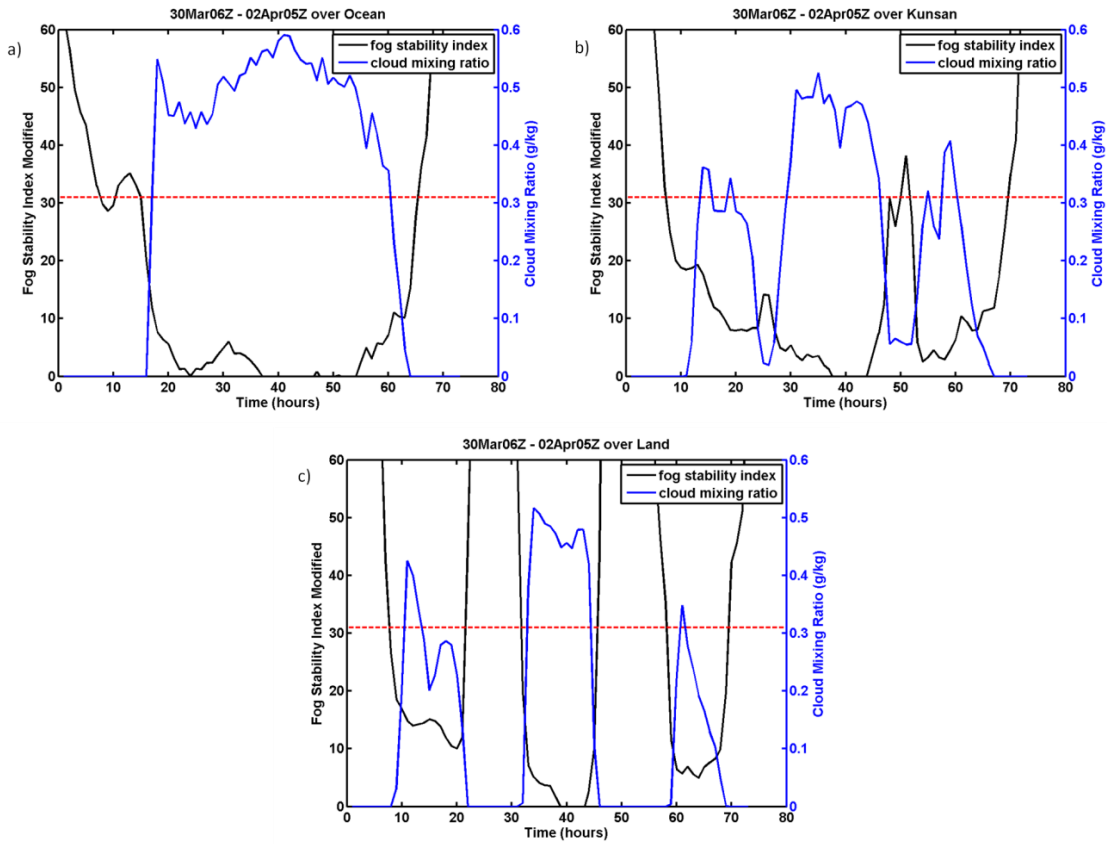 a)
30Mar06Z - 02Apr05Z over Ocean
fog stability index
cloud mixing ratio
Fog Stability Index Modified
0
10
20
30
40
50
60
Cloud Mixing Ratio (g/kg)
0
0.1
0.2
0.3
0.4
0.5
0.6
0 10 20 30 40 50 60 70 80
Time (hours)
b)
30Mar06Z - 02Apr05Z over Kunsan
fog stability index
cloud mixing ratio
Fog Stability Index Modified
0
10
20
30
40
50
60
Cloud Mixing Ratio (g/kg)
0
0.1
0.2
0.3
0.4
0.5
0.6
0 10 20 30 40 50 60 70 80
Time (hours)
c)
30Mar06Z - 02Apr05Z over Land
fog stability index
cloud mixing ratio
Fog Stability Index Modified
0
10
20
30
40
50
60
Cloud Mixing Ratio (g/kg)
0
0.1
0.2
0.3
0.4
0.5
0.6
0 10 20 30 40 50 60 70 80
Time (hours)